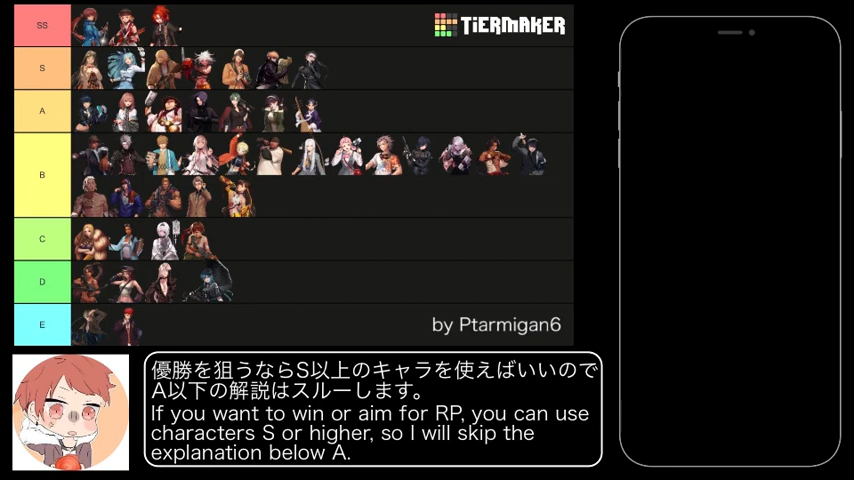 SS
TIERMAKER
S
A
B
C
D
E
by Ptarmigan6
優勝を狙うならS以上のキャラを使えばいいので
A以下の解説はスルーします。
If you want to win or aim for RP, you can use
characters S or higher, so I will skip the
explanation below A.